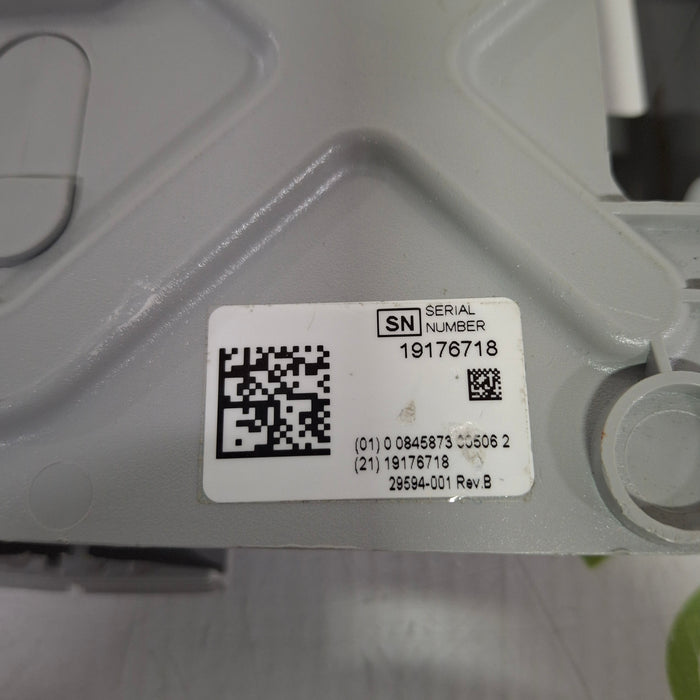 SN SERIAL
NUMBER
19176718
(01) 0 0845873 00506 2
(21) 19176718
29594-001 Rev.B